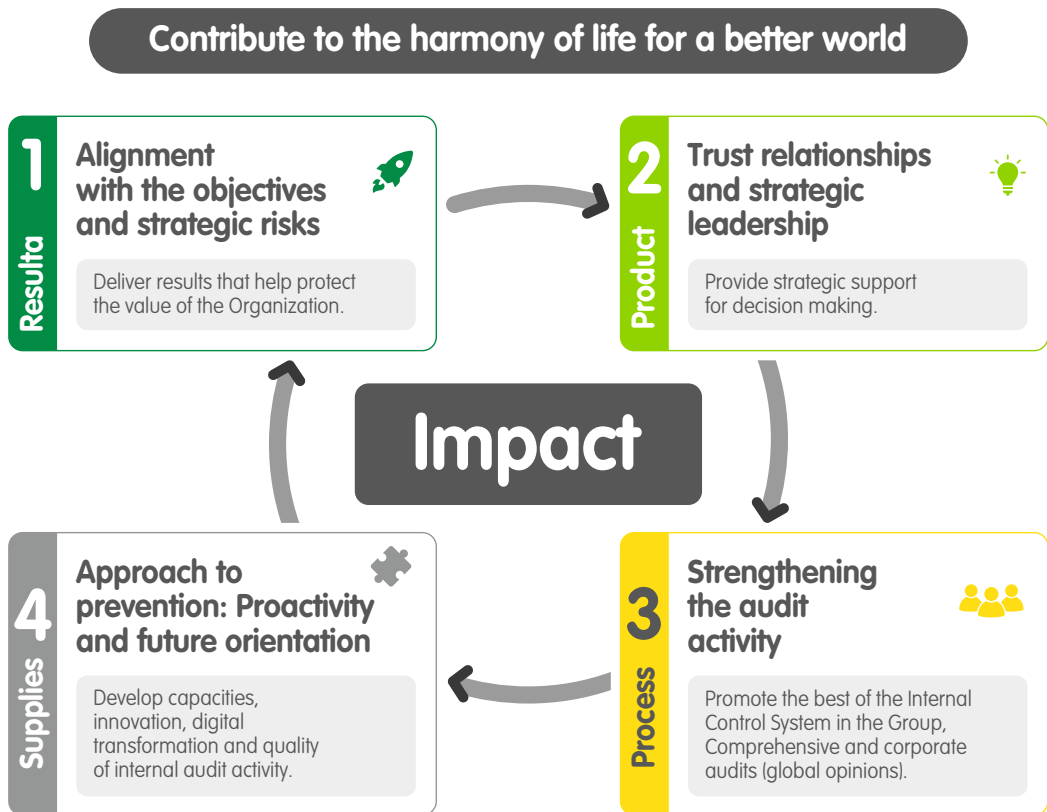 Contribute to the harmony of life for a better world
1
Resulta
Alignment
with the objectives
and strategic risks
Deliver results that help protect
the value of the Organization.
2
Product
Trust relationships
and strategic
leadership
Provide strategic support
for decision making.
Impact
4
Supplies
Approach to
prevention: Proactivity
and future orientation
Develop capacities,
innovation, digital
transformation and quality
of internal audit activity.
3
Process
Strengthening
the audit
activity
Promote the best of the Internal
Control System in the Group,
Comprehensive and corporate
audits (global opinions).